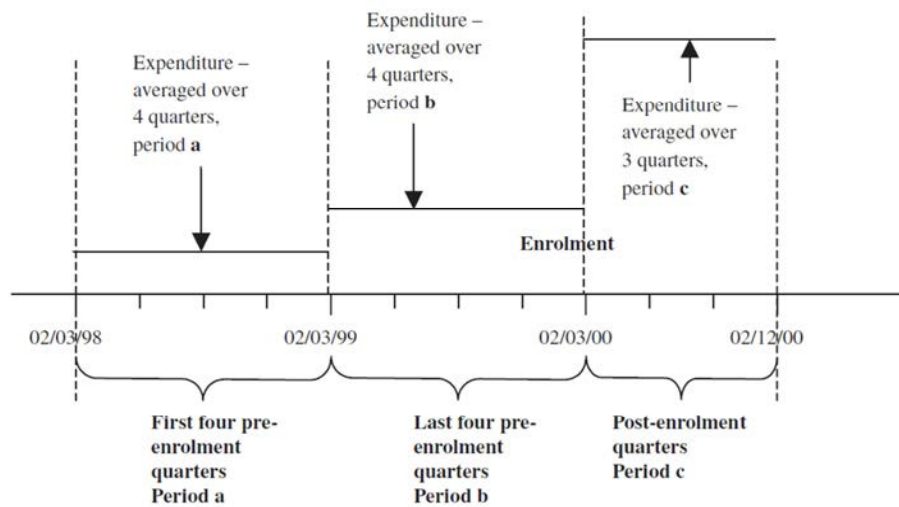 Expenditure –
averaged over
4 quarters,
period a
Expenditure –
averaged over
4 quarters,
period b
Expenditure –
averaged over
3 quarters,
period c
Enrolment
02/03/98
02/03/99
02/03/00
02/12/00
First four pre-
enrolment
quarters
Period a
Last four pre-
enrolment
quarters
Period b
Post-enrolment
quarters
Period c